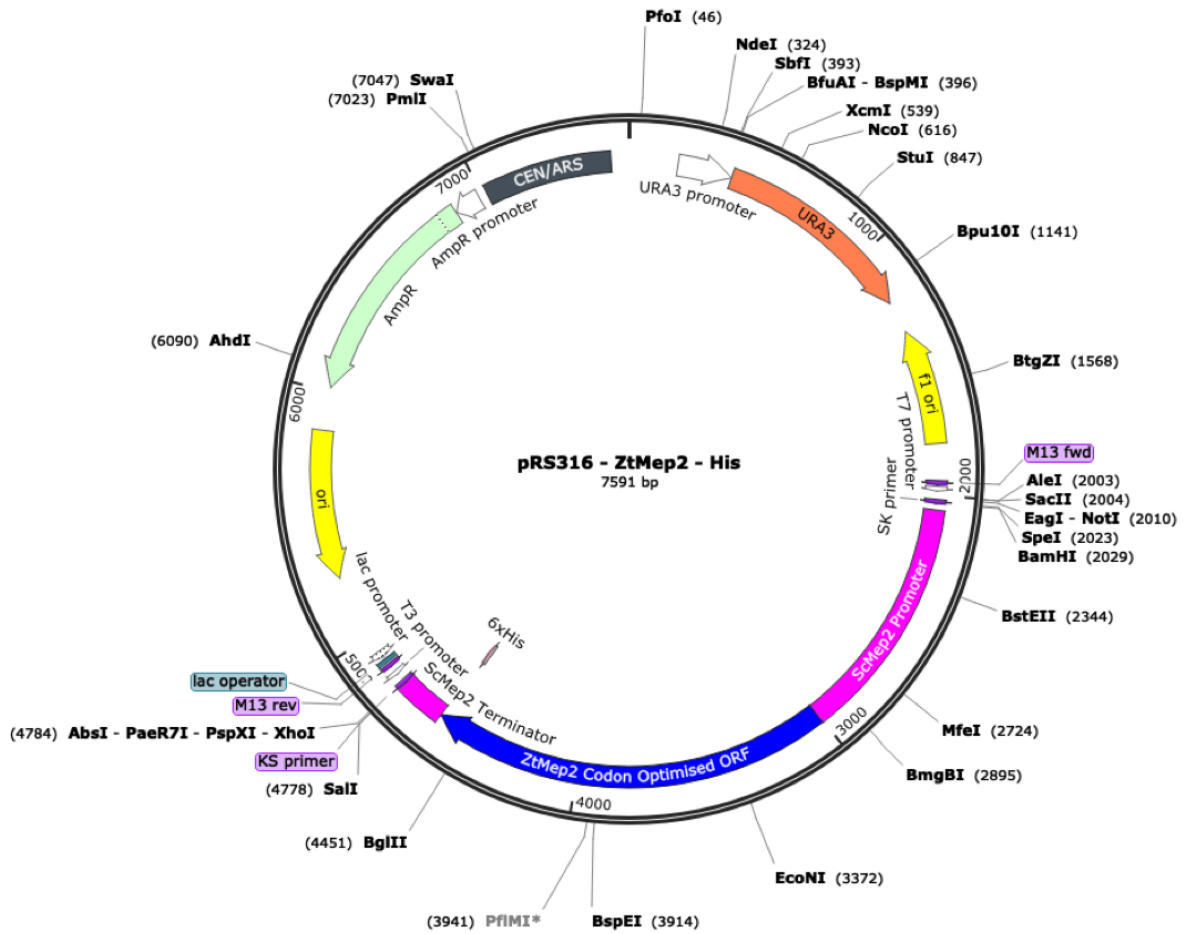 PfoI (46)
NdeI (324)
SbfI (393)
BfuAI - BspMI (396)
XcmI (539)
NcoI (616)
StuI (847)
Bpu10I (1141)
BtgZI (1568)
M13 fwd
AleI (2003)
SacII (2004)
EagI - NotI (2010)
SpeI (2023)
BamHI (2029)
BstEII (2344)
MfeI (2724)
BmgBI (2895)
EcoNI (3372)
BspEI (3914)
(3941) PflMI*
(4451) BglII
(4778) SalI
KS primer
(4784) AbsI - PaeR7I - PspXI - XhoI
M13 rev
lac operator
(6090) AhdI
(7023) PmlI
(7047) SwaI
CEN/ARS
URA3 promoter
URA3
1000
f1 ori
T7 promoter
SK primer
2000
ScMep2 Promoter
3000
ZtMep2 Codon Optimised ORF
4000
ScMep2 Terminator
6xHis
T3 promoter
lac promoter
5000
ori
6000
AmpR
AmpR promoter
7000
pRS316 - ZtMep2 - His
7591 bp